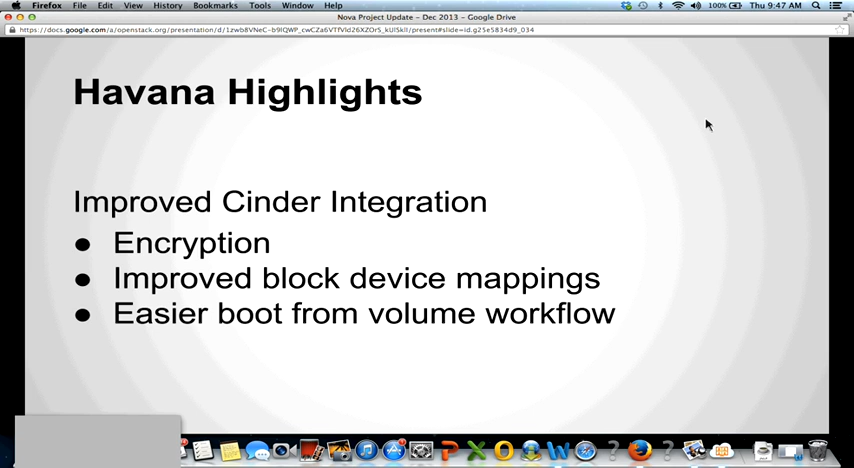 Firefox File Edit View History Bookmarks Tools Window Help 100% Thu 9:47 AM
Nova Project Update - Dec 2013 - Google Drive
Havana Highlights
Improved Cinder Integration
● Encryption
● Improved block device mappings
● Easier boot from volume workflow